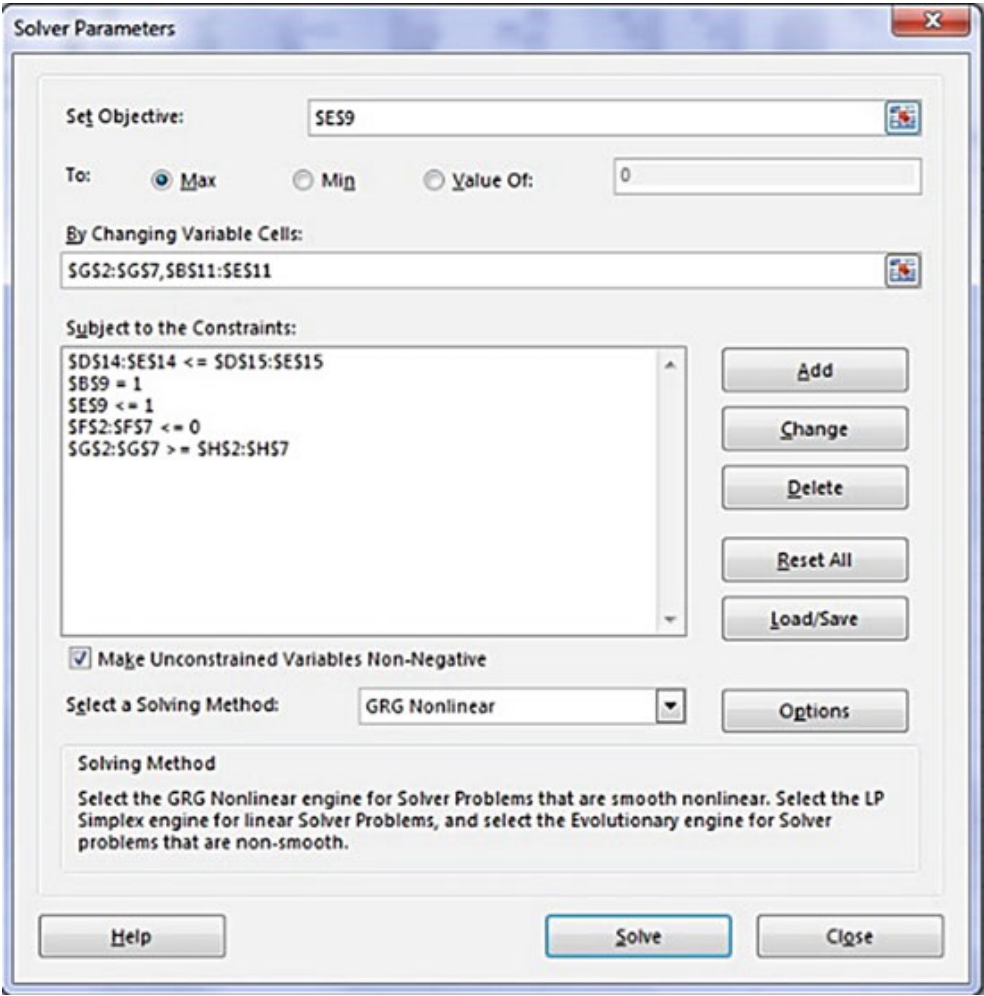 Solver Parameters
Set Objective: $E$9
To: Max Min Value Of: 0
By Changing Variable Cells:
$G$2:$G$7,$B$11:$E$11
Subject to the Constraints:
$D$14:$E$14 <= $D$15:$E$15
$B$9 = 1
$E$9 <= 1
$F$2:$F$7 <= 0
$G$2:$G$7 >= $H$2:$H$7
Add
Change
Delete
Reset All
Load/Save
Make Unconstrained Variables Non-Negative
Select a Solving Method: GRG Nonlinear Options
Solving Method
Select the GRG Nonlinear engine for Solver Problems that are smooth nonlinear. Select the LP
Simplex engine for linear Solver Problems, and select the Evolutionary engine for Solver
problems that are non-smooth.
Help Solve Close